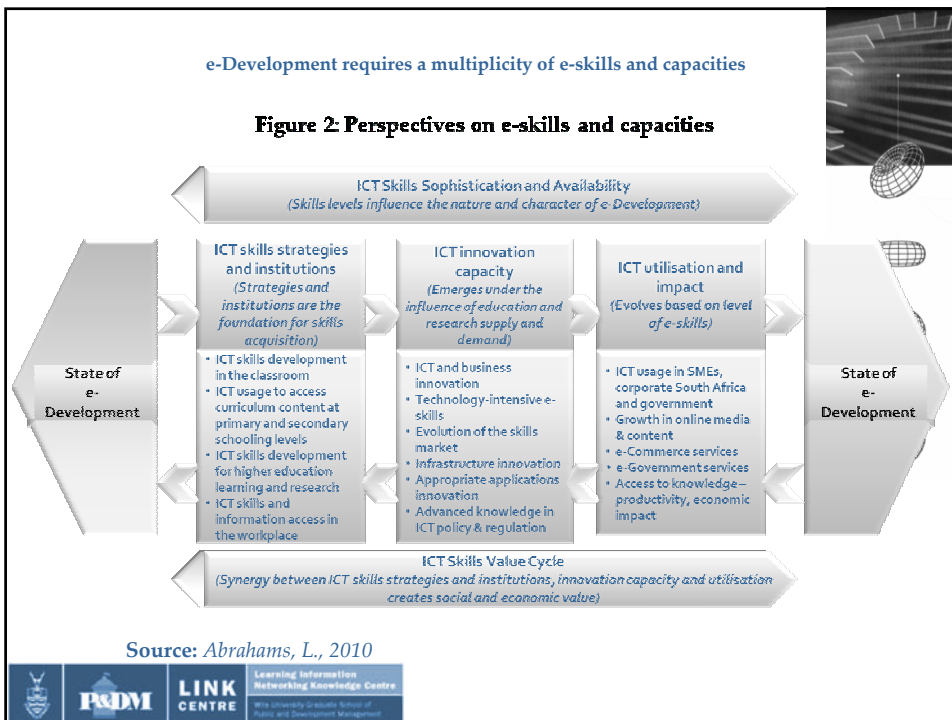 e-Development requires a multiplicity of e-skills and capacities
Figure 2: Perspectives on e-skills and capacities
ICT Skills Sophistication and Availability
(Skills levels influence the nature and character of e-Development)
State of
e-
Development
ICT skills strategies
and institutions
(Strategies and
institutions are the
foundation for skills
acquisition)
• ICT skills development
in the classroom
• ICT usage to access
curriculum content at
primary and secondary
schooling levels
• ICT skills development
for higher education
learning and research
• ICT skills and
information access in
the workplace
ICT innovation
capacity
(Emerges under the
influence of education and
research supply and
demand)
• ICT and business
innovation
• Technology-intensive e-
skills
• Evolution of the skills
market
• Infrastructure innovation
• Appropriate applications
innovation
• Advanced knowledge in
ICT policy & regulation
ICT utilisation and
impact
(Evolves based on level
of e-skills)
• ICT usage in SMEs,
corporate South Africa
and government
• Growth in online media
& content
• e-Commerce services
• e-Government services
• Access to knowledge –
productivity, economic
impact
State of
e-
Development
ICT Skills Value Cycle
(Synergy between ICT skills strategies and institutions, innovation capacity and utilisation
creates social and economic value)
Source: Abrahams, L., 2010
P&DM
LINK
CENTRE
Learning Information
Networking Knowledge Centre
Wits University Graduate School of
Public and Development Management